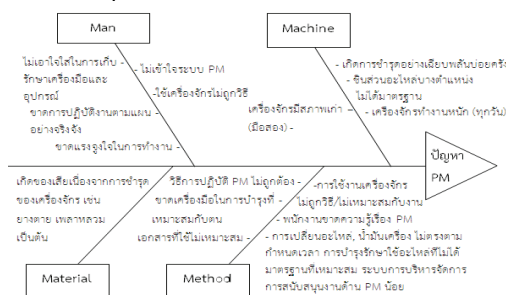 Man
Machine
ไม่เอาใจใส่ในการเก็บ -
รักษาเครื่องมือและ
อุปกรณ์
ขาดการปฏิบัติงานตามแผน -
อย่างจริงจัง
ขาดแรงจูงใจในการทำงาน -
- ไม่เข้าใจระบบ PM
-ใช้เครื่องจักรไม่ถูกวิธี
เครื่องจักรมีสภาพเก่า
(มือสอง) -
- เกิดการชำรุดอย่างเฉียบพลันบ่อยครั้ง
- ชิ้นส่วนอะไหล่บางตำแหน่ง
ไม่ได้มาตรฐาน
- เครื่องจักรทำงานหนัก (ทุกวัน)
ปัญหา
PM
เกิดของเสียเนื่องจากการชำรุด
ของเครื่องจักร เช่น
ยางตาย เพลาหลวม
เป็นต้น
วิธีการปฏิบัติ PM ไม่ถูกต้อง -
ขาดเครื่องมือในการบำรุงที่ -
เหมาะสมกับตน
เอกสารที่ใช้ไม่เหมาะสม -
-การใช้งานเครื่องจักร
ไม่ถูกวิธี/ไม่เหมาะสมกับงาน
- พนักงานขาดความรู้เรื่อง PM
- การเปลี่ยนอะไหล่, น้ำมันเครื่อง ไม่ตรงตาม
กำหนดเวลา การบำรุงรักษาใช้อะไหล่ที่ไม่ได้
มาตรฐานที่เหมาะสม ระบบการบริหารจัดการ
การสนับสนุนงานด้าน PM น้อย
Material
Method